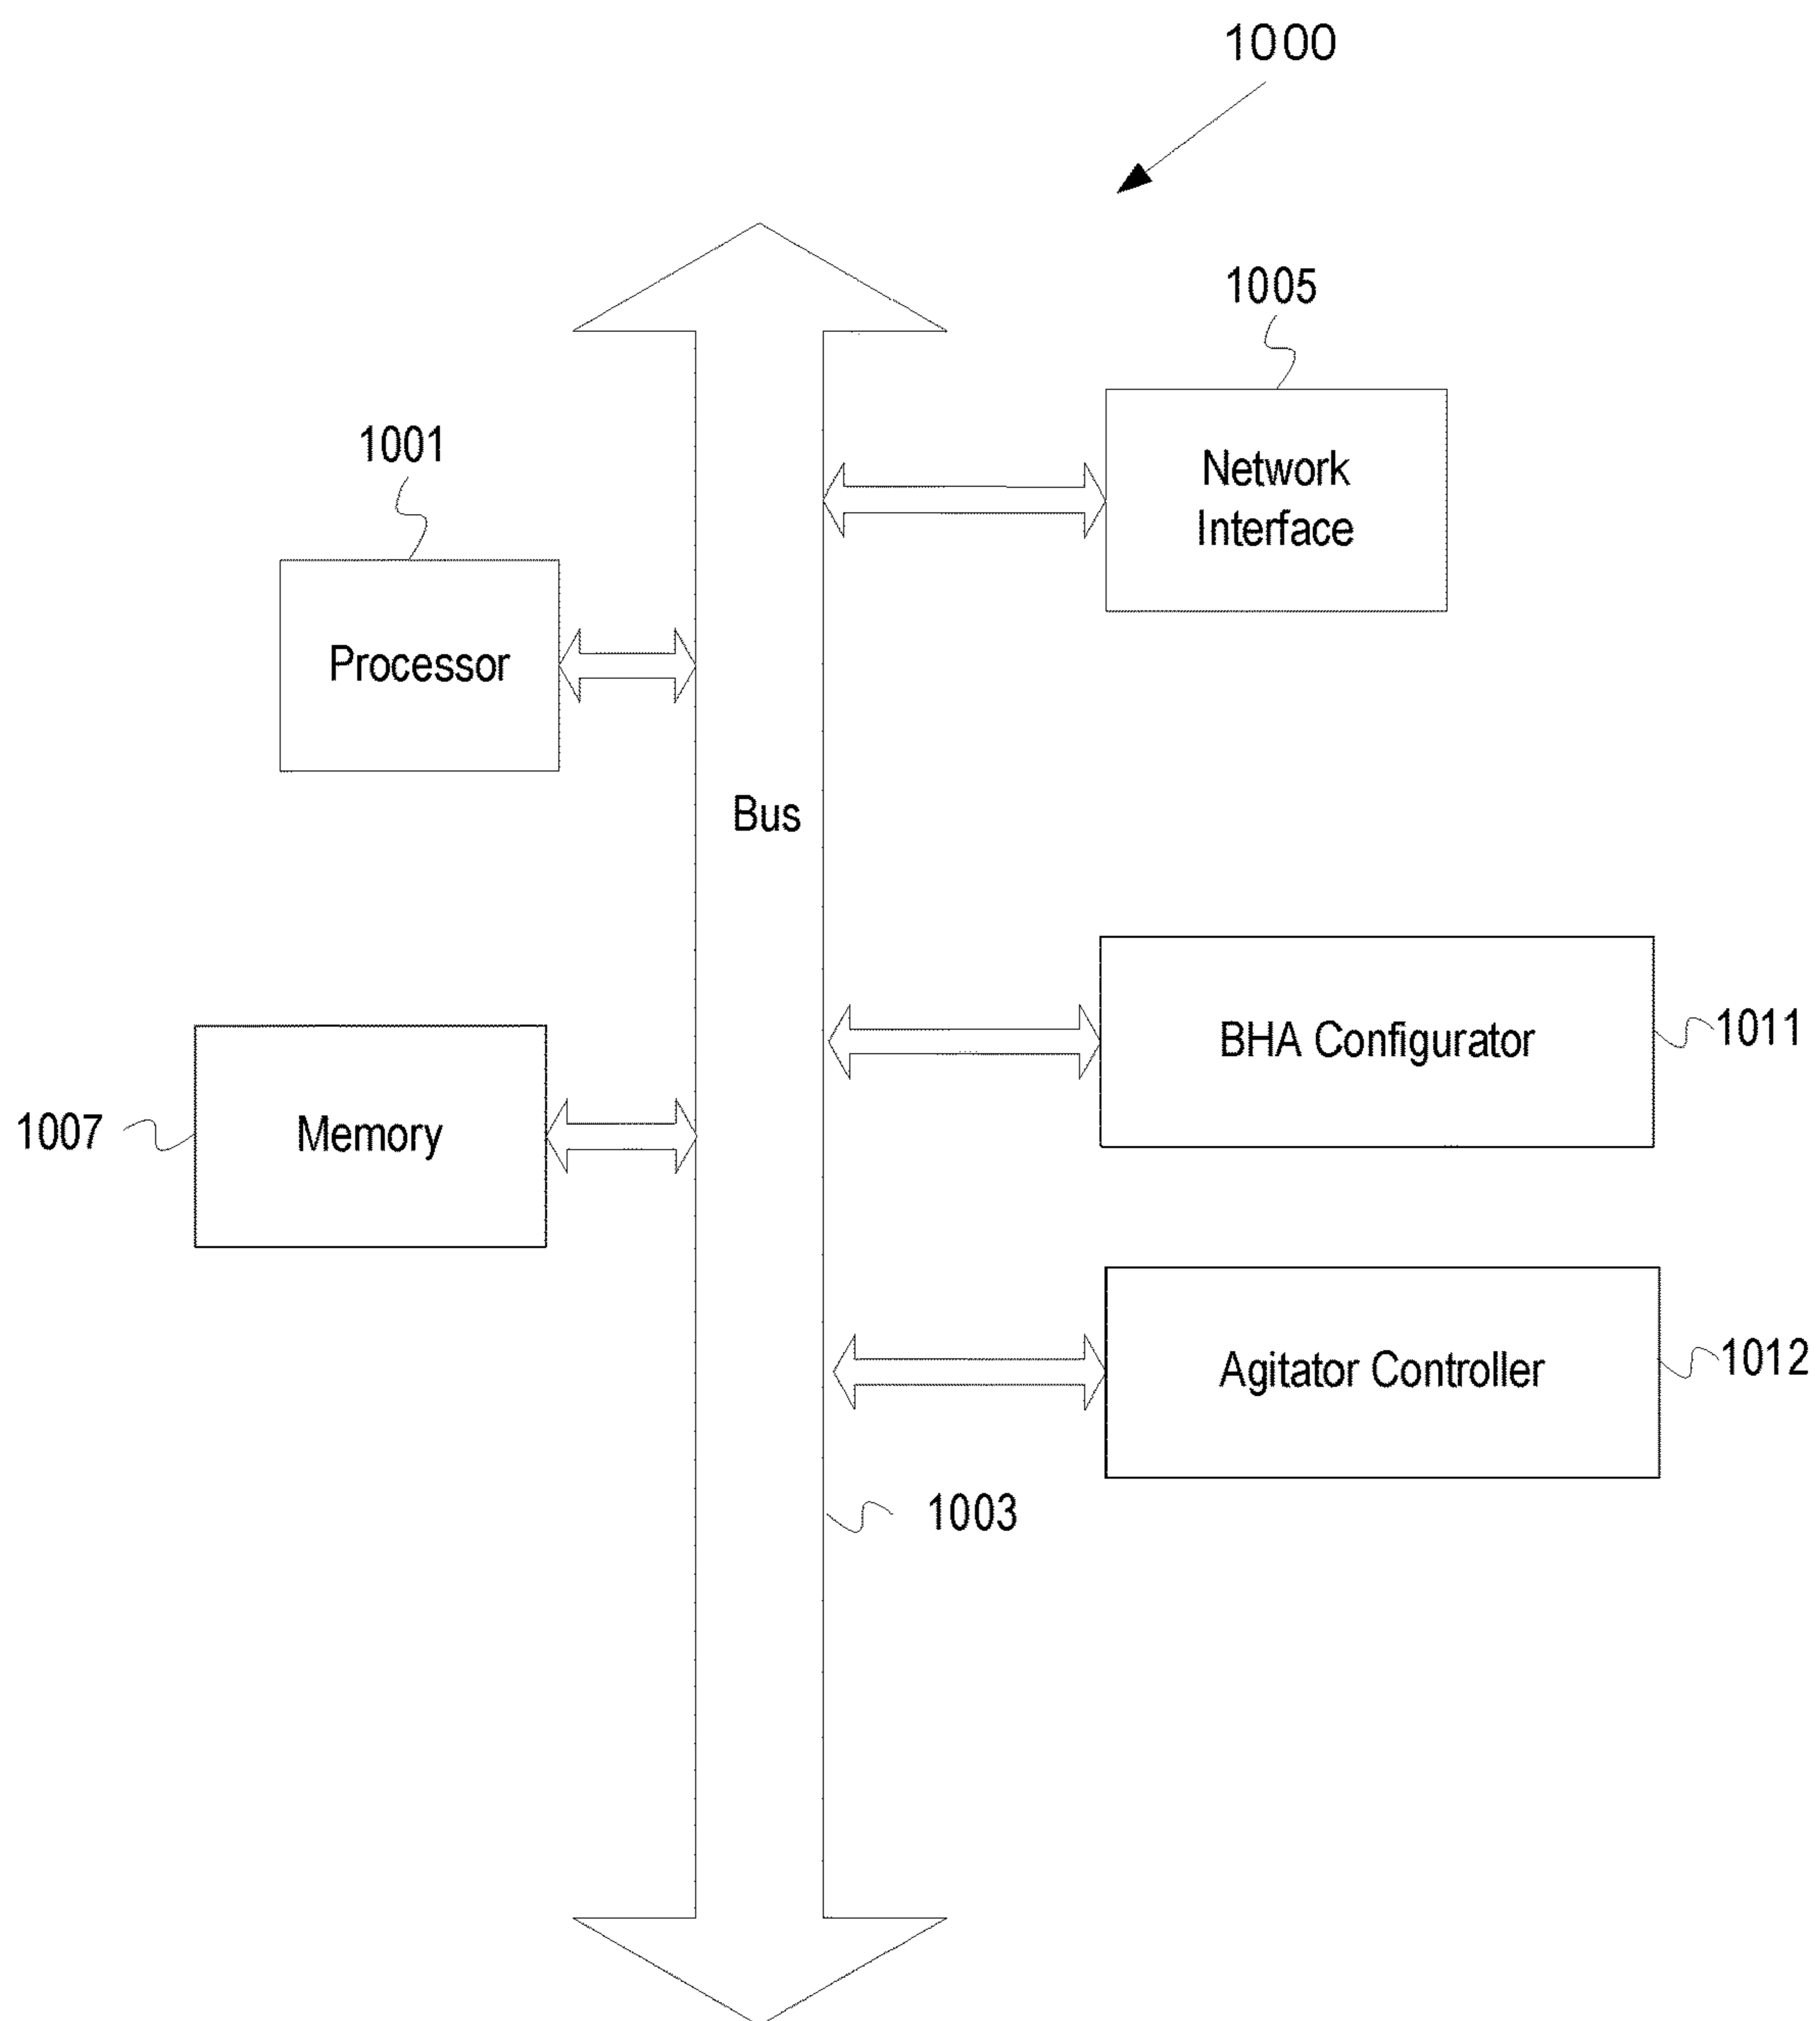 1000
1005
1001
Network
Interface
Processor
Bus
BHA Configurator
1011
1007
Memory
Agitator Controller
1012
1003